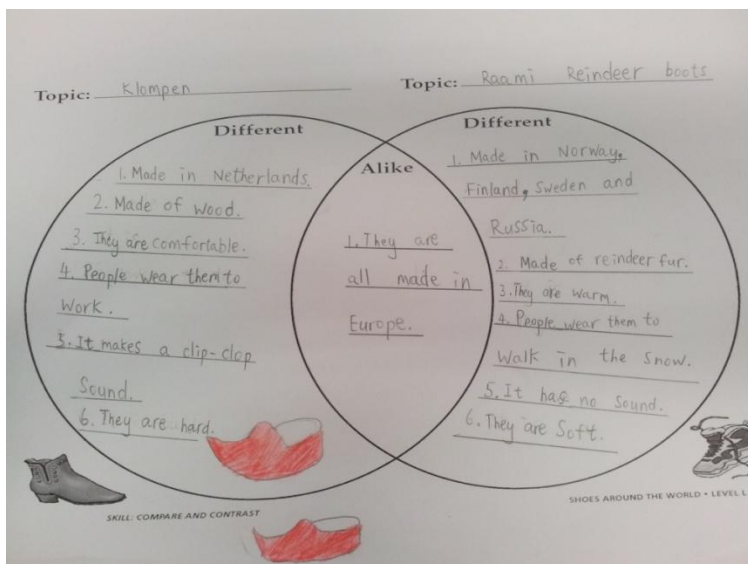 Topic: Klompen
Topic: Raami Reindeer boots
Different
1. Made in Netherlands.
2. Made of wood.
3. They are comfortable.
4. People wear them to
work.
5. It makes a clip-clop
Sound.
6. They are hard.
Alike
1. They are
all made in
Europe.
Different
1. Made in Norway,
Finland, Sweden and
Russia.
2. Made of reindeer fur.
3. They are warm.
4. People wear them to
walk in the snow.
5. It has no sound.
6. They are Soft.
SKILL: COMPARE AND CONTRAST
SHOES AROUND THE WORLD • LEVEL L